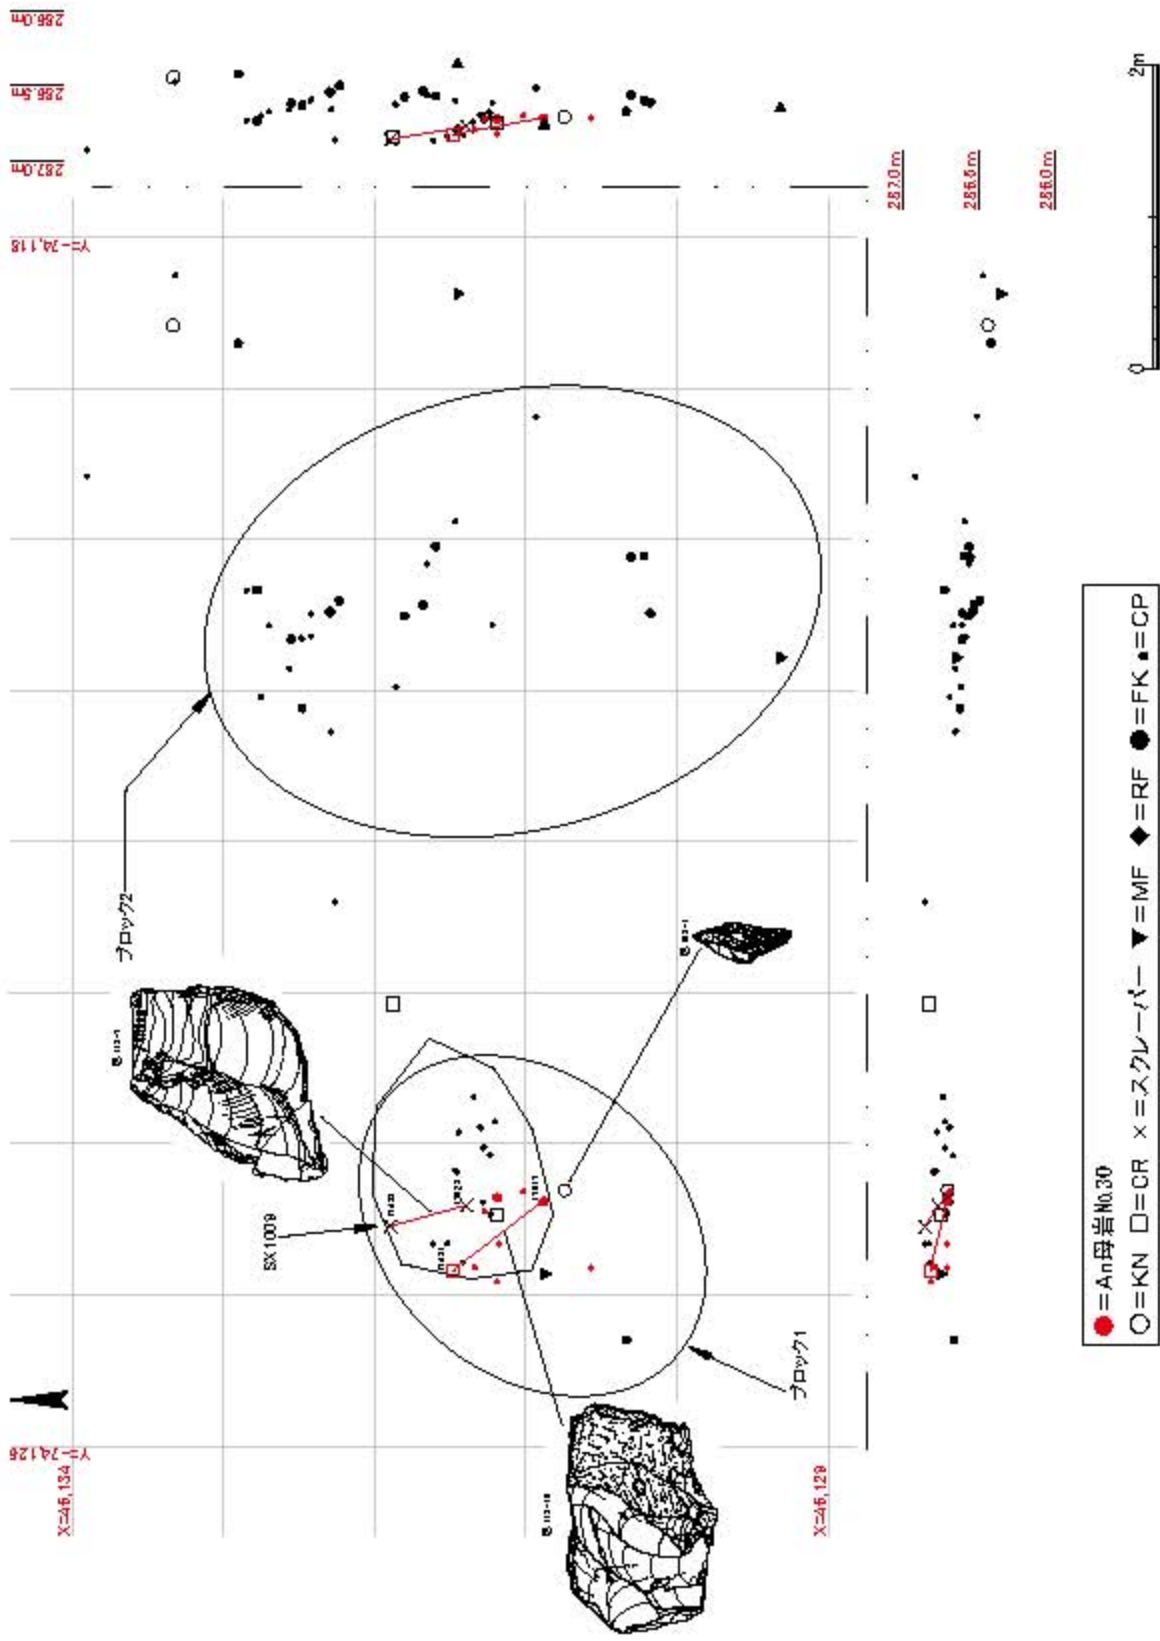 286.0m
286.5m
287.0m
Y=-74,118
287.0m
286.5m
286.0m
ブロック2
SX1009
ブロック1
Y=-74,126
X=46,134
X=46,129
0 2m
●=An母岩No.30
○=KN □=CR ×=スクレーパー ▼=MF ◆=RF ●=FK ▪=CP